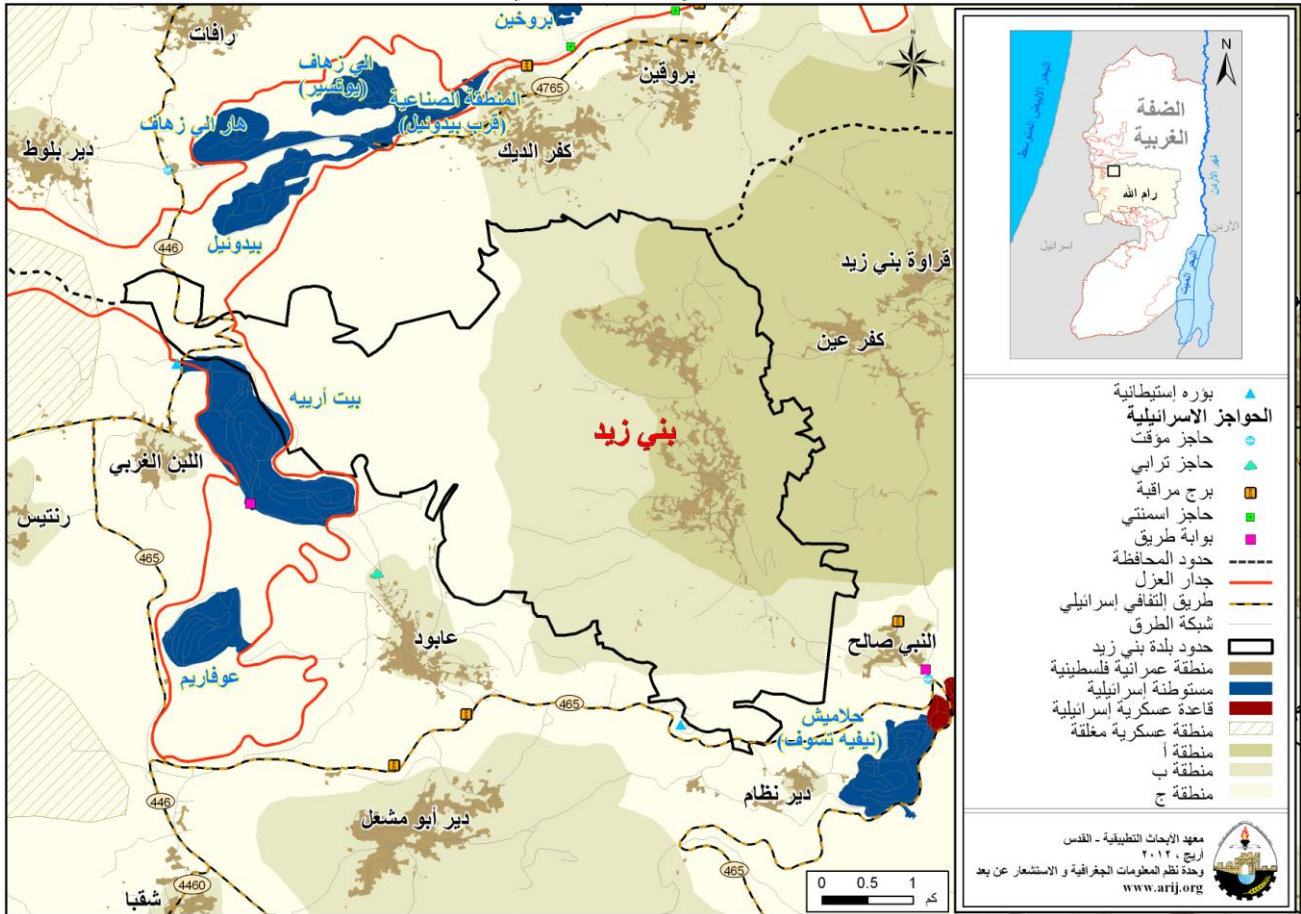 رافات
بروخين
الي زهاف
(يوتسير)
بروقين
4765
المنطقة الصناعية
(قرب بيدوئيل)
هار الي زهاف
دير بلوط
كفر الديك
بيدوئيل
446
قراوة بني زيد
كفر عين
بيت أرييه
بني زيد
اللبن الغربي
رنتيس
465
عابود
النبي صالح
عوفاريم
465
حلاميش
(نيفيه تسوف)
دير نظام
446
دير أبو مشعل
465
4460
شقبا
0 0.5 1
كم
N
W E
S
N
البحر الابيض المتوسط
الضفة
الغربية
نهر الاردن
رام الله
الأردن
اسرائيل
البحر الميت
بؤره إستيطانية
الحواجز الاسرائيلية
حاجز مؤقت
حاجز ترابي
برج مراقبة
حاجز اسمنتي
بوابة طريق
حدود المحافظة
جدار العزل
طريق إلتفافي إسرائيلي
شبكة الطرق
حدود بلدة بني زيد
منطقة عمرانية فلسطينية
مستوطنة إسرائيلية
قاعدة عسكرية إسرائيلية
منطقة عسكرية مغلقة
منطقة أ
منطقة ب
منطقة ج
معهد الأبحاث التطبيقية - القدس
أريج ، ٢٠١٢
وحدة نظم المعلومات الجغرافية و الاستشعار عن بعد
www.arij.org